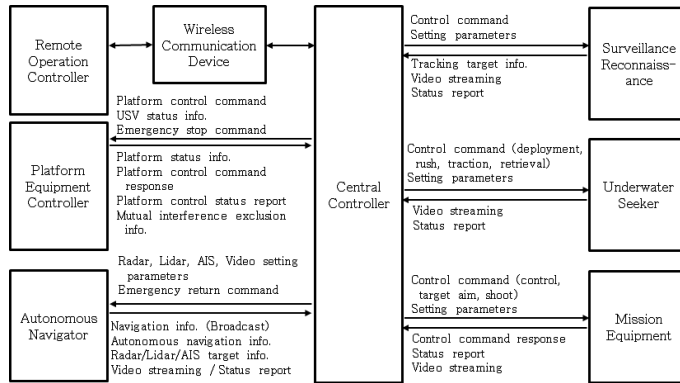 Remote
Operation
Controller
Wireless
Communication
Device
Control command
Setting parameters
Tracking target info.
Video streaming
Status report
Surveillance
Reconnaiss-
ance
Platform control command
USV status info.
Emergency stop command
Platform status info.
Platform control command
response
Platform control status report
Mutual interference exclusion
info.
Platform
Equipment
Controller
Central
Controller
Control command (deployment,
rush, traction, retrieval)
Setting parameters
Video streaming
Status report
Underwater
Seeker
Radar, Lidar, AIS, Video setting
parameters
Emergency return command
Navigation info. (Broadcast)
Autonomous navigation info.
Radar/Lidar/AIS target info.
Video streaming / Status report
Autonomous
Navigator
Control command (control,
target aim, shoot)
Setting parameters
Control command response
Status report
Video streaming
Mission
Equipment